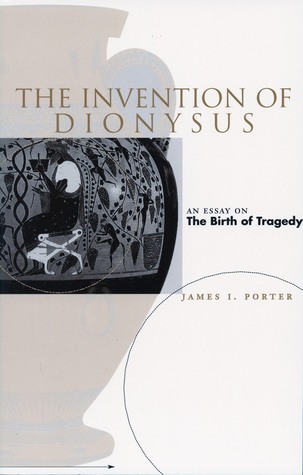 THE INVENTION OF
DIONYSUS
AN ESSAY ON
The Birth of Tragedy
JAMES I. PORTER